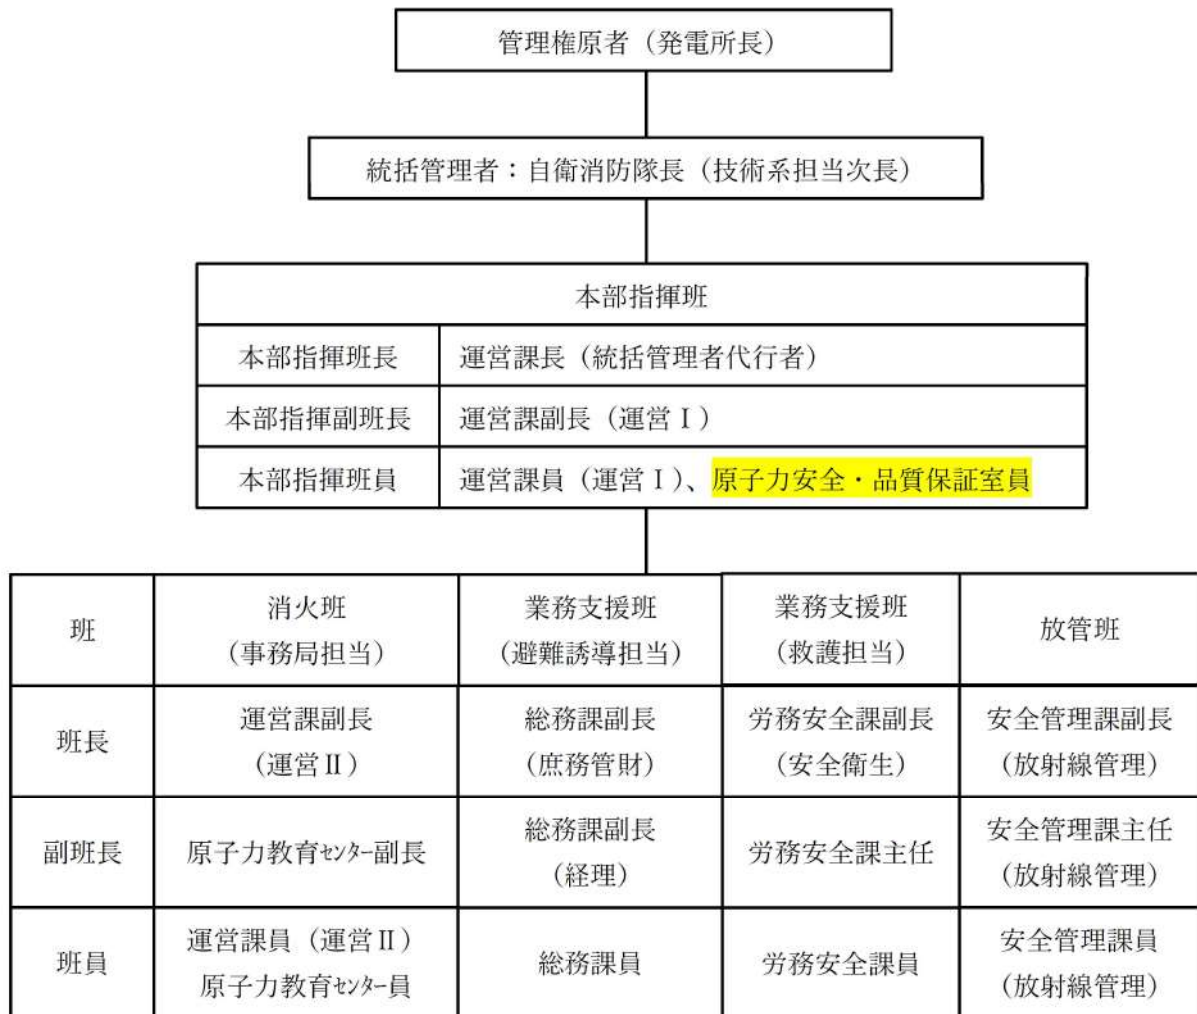 管理権原者（発電所長）
統括管理者：自衛消防隊長（技術系担当次長）
本部指揮班
本部指揮班長 運営課長（統括管理者代行者）
本部指揮副班長 運営課副長（運営Ⅰ）
本部指揮班員 運営課員（運営Ⅰ）、原子力安全・品質保証室員
班
消火班
（事務局担当）
業務支援班
（避難誘導担当）
業務支援班
（救護担当）
放管班
班長
運営課副長
（運営Ⅱ）
総務課副長
（庶務管財）
労務安全課副長
（安全衛生）
安全管理課副長
（放射線管理）
副班長
原子力教育ｾﾝﾀｰ副長
総務課副長
（経理）
労務安全課主任
安全管理課主任
（放射線管理）
班員
運営課員（運営Ⅱ）
原子力教育ｾﾝﾀｰ員
総務課員
労務安全課員
安全管理課員
（放射線管理）